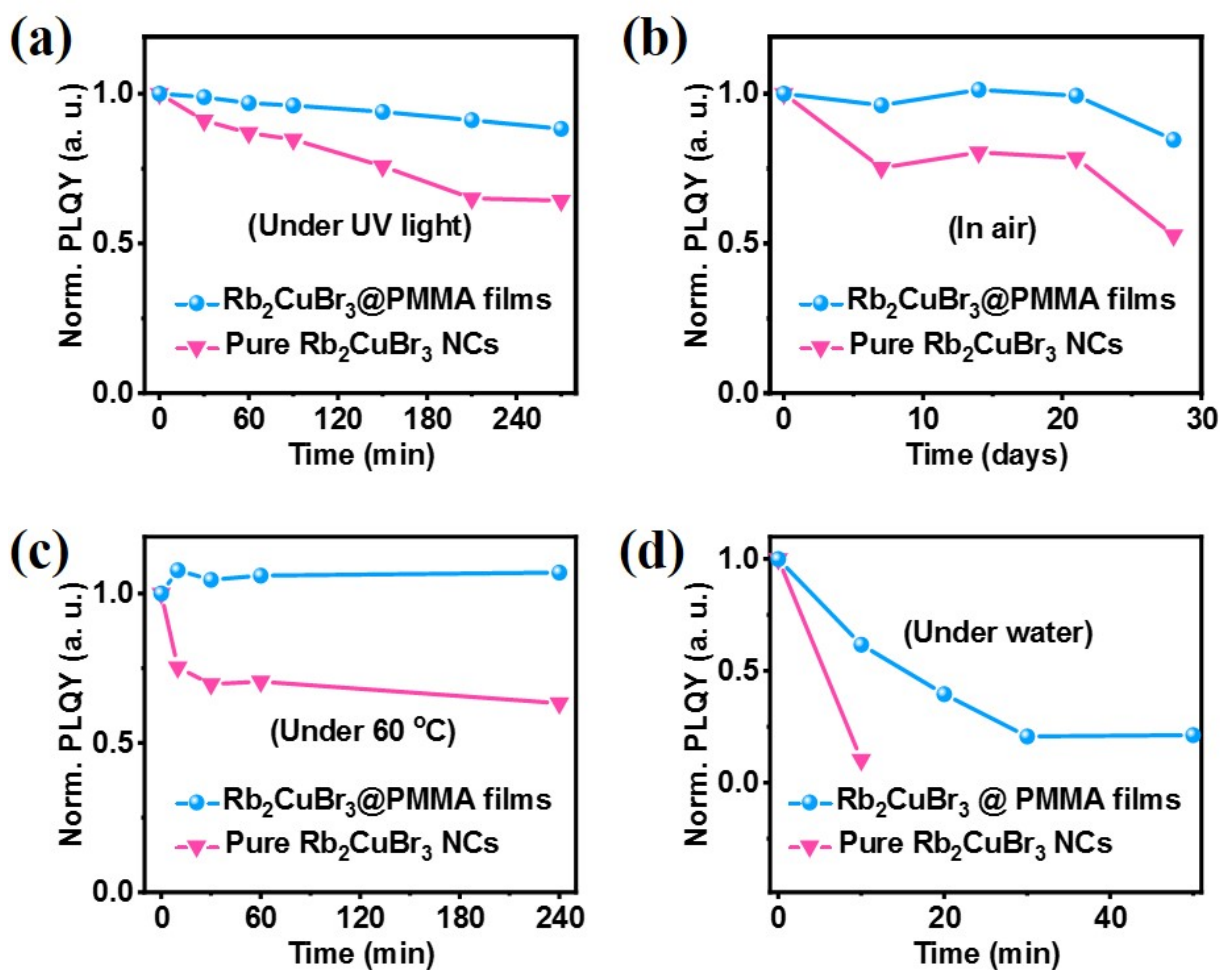 (a)
Norm. PLQY (a. u.)
1.0
0.5
0.0
(Under UV light)
Rb₂CuBr₃@PMMA films
Pure Rb₂CuBr₃ NCs
0 60 120 180 240
Time (min)
(b)
Norm. PLQY (a. u.)
1.0
0.5
0.0
(In air)
Rb₂CuBr₃@PMMA films
Pure Rb₂CuBr₃ NCs
0 10 20 30
Time (days)
(c)
Norm. PLQY (a. u.)
1.0
0.5
0.0
(Under 60 °C)
Rb₂CuBr₃@PMMA films
Pure Rb₂CuBr₃ NCs
0 60 120 180 240
Time (min)
(d)
Norm. PLQY (a. u.)
1.0
0.5
0.0
(Under water)
Rb₂CuBr₃ @ PMMA films
Pure Rb₂CuBr₃ NCs
0 20 40
Time (min)